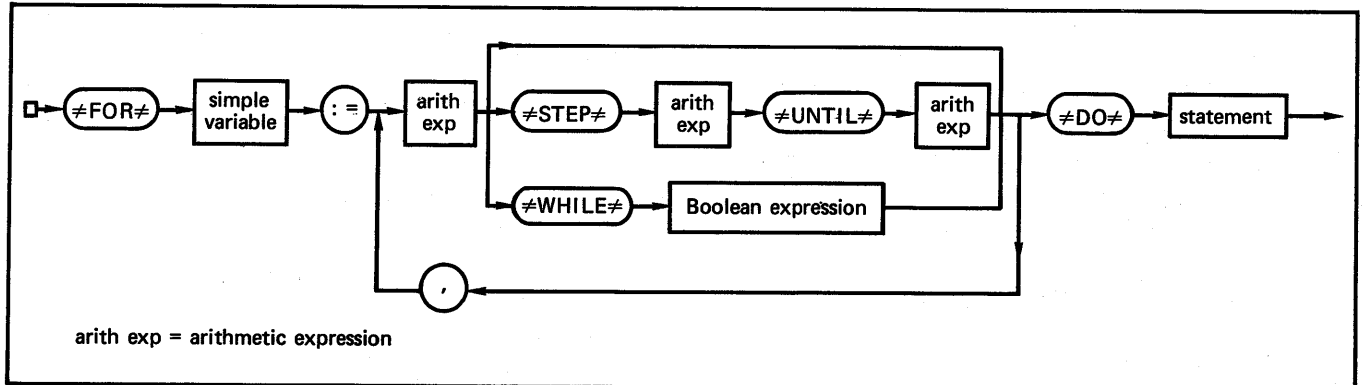 ≠FOR≠
simple
variable
:=
arith
exp
≠STEP≠
arith
exp
≠UNTIL≠
arith
exp
≠DO≠
statement
≠WHILE≠
Boolean expression
,
arith exp = arithmetic expression